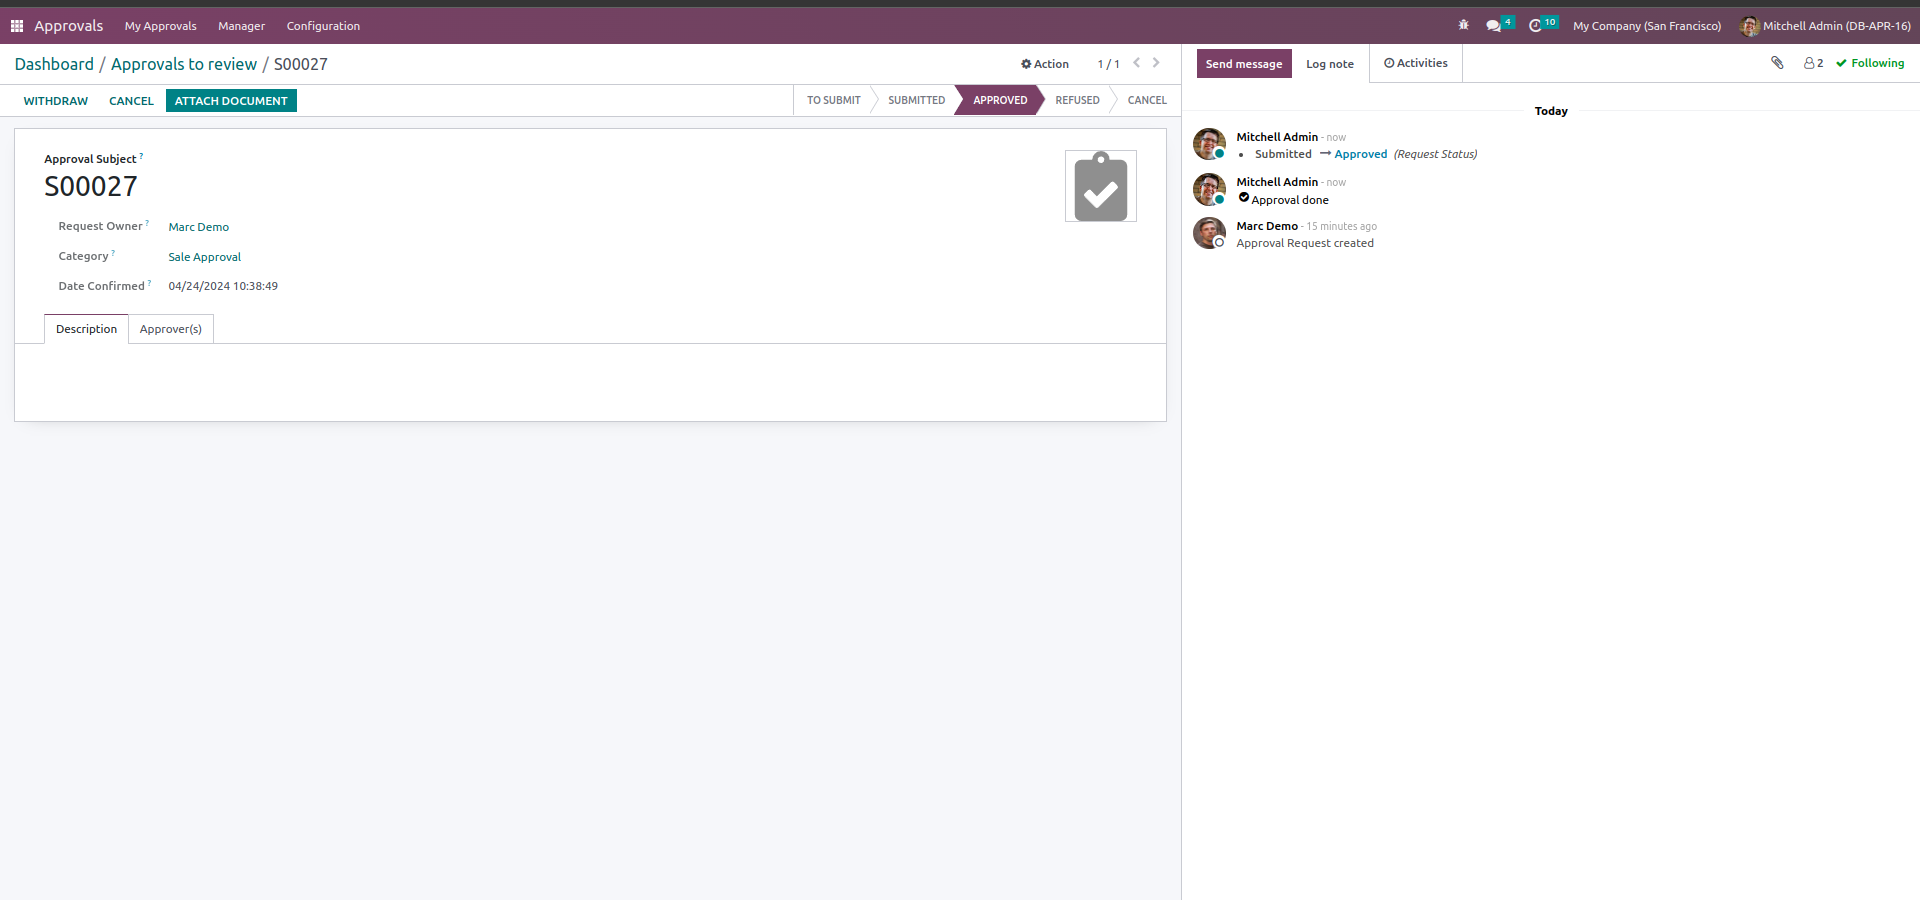 Approvals My Approvals Manager Configuration 4 10 My Company (San Francisco) Mitchell Admin (DB-APR-16)
Dashboard / Approvals to review / S00027 Action 1 / 1
WITHDRAW CANCEL ATTACH DOCUMENT TO SUBMIT SUBMITTED APPROVED REFUSED CANCEL
Approval Subject ?
S00027
Request Owner ? Marc Demo
Category ? Sale Approval
Date Confirmed ? 04/24/2024 10:38:49
Description Approver(s)
Send message Log note Activities 2 Following
Today
Mitchell Admin - now
• Submitted → Approved (Request Status)
Mitchell Admin - now
Approval done
Marc Demo - 15 minutes ago
Approval Request created